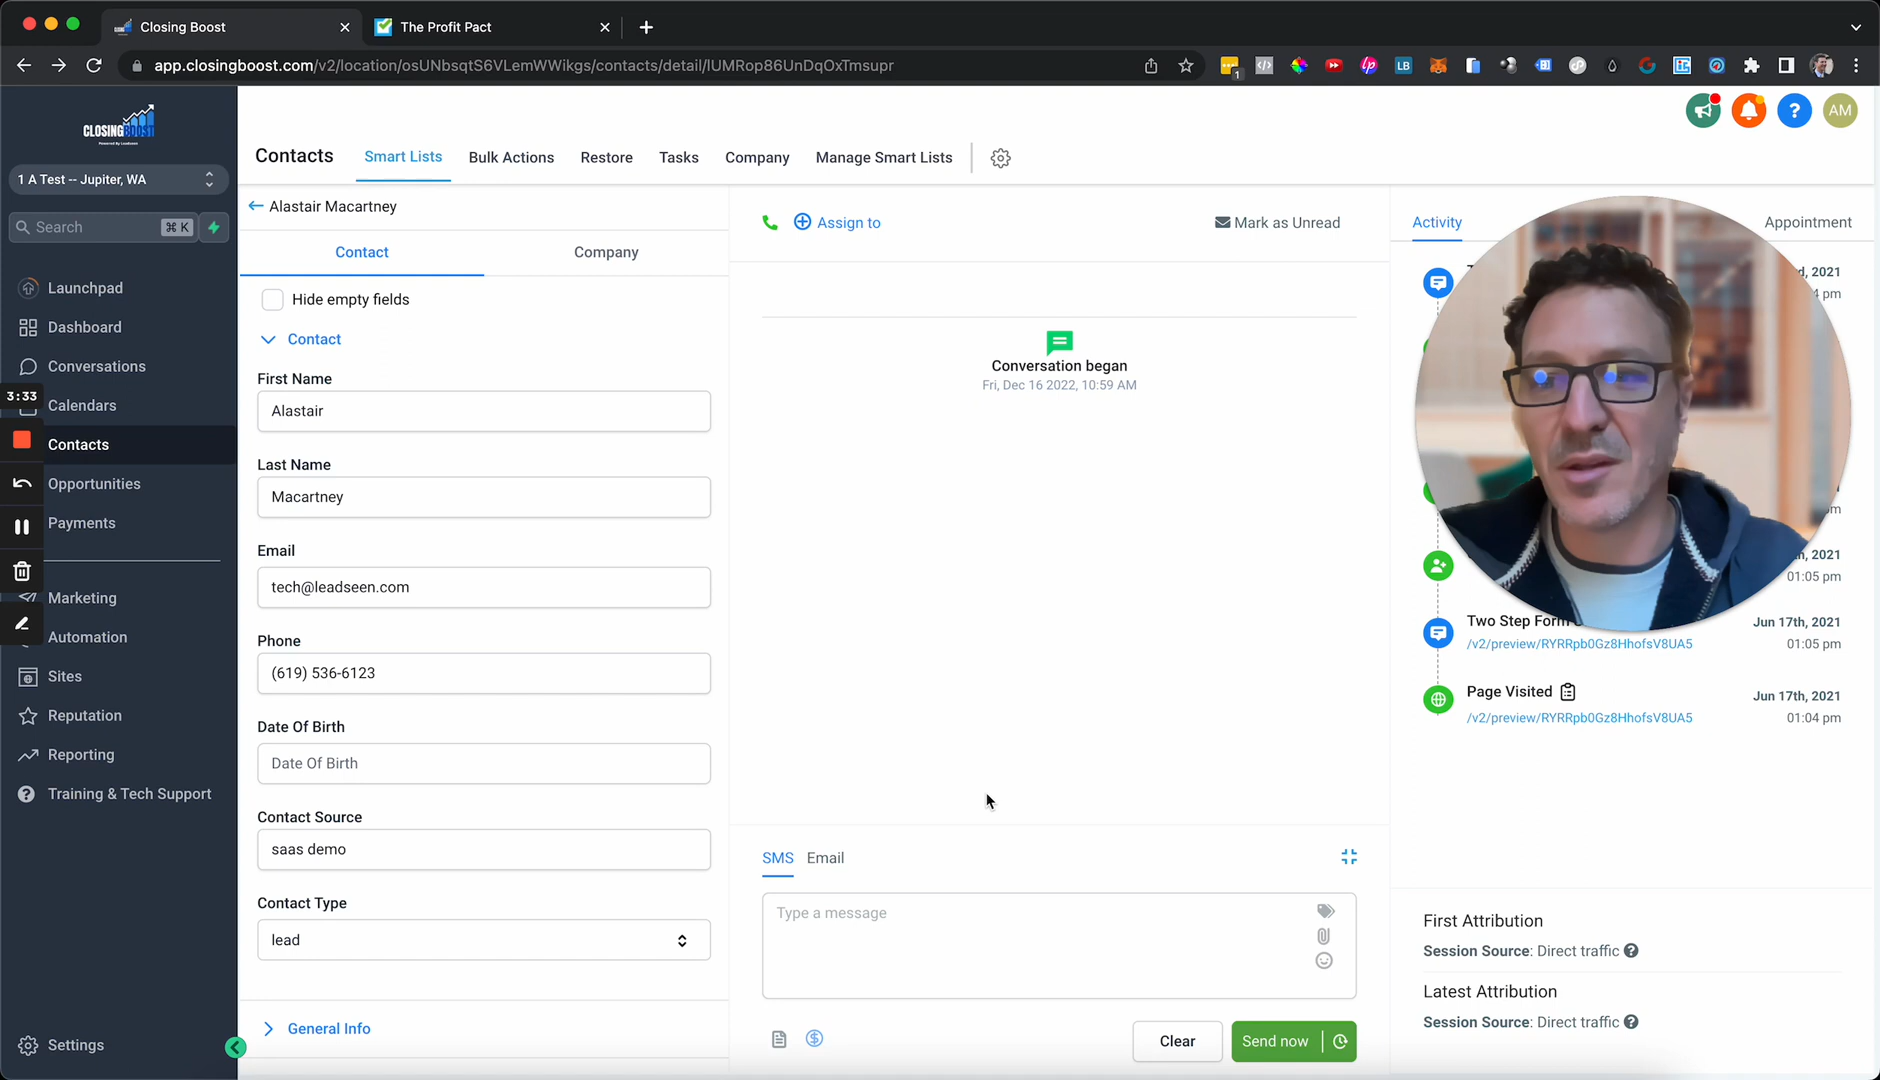 Closing Boost
The Profit Pact
app.closingboost.com/v2/location/osUNbsqtS6VLemWWikgs/contacts/detail/lUMRop86UnDqOxTmsupr
1
LB
CLOSINGBOOST
1 A Test -- Jupiter, WA
Search ⌘ K
Launchpad
Dashboard
Conversations
3:33
Calendars
Contacts
Opportunities
Payments
Marketing
Automation
Sites
Reputation
Reporting
Training & Tech Support
Settings
AM
Contacts Smart Lists Bulk Actions Restore Tasks Company Manage Smart Lists
Alastair Macartney
Contact Company
Hide empty fields
Contact
First Name
Alastair
Last Name
Macartney
Email
tech@leadseen.com
Phone
(619) 536-6123
Date Of Birth
Date Of Birth
Contact Source
saas demo
Contact Type
lead
General Info
Assign to Mark as Unread
Conversation began
Fri, Dec 16 2022, 10:59 AM
SMS Email
Type a message
Clear Send now
Activity Appointment
, 2021
pm
, 2021
01:05 pm
Two Step Form Jun 17th, 2021
/v2/preview/RYRRpb0Gz8HhofsV8UA5 01:05 pm
Page Visited Jun 17th, 2021
/v2/preview/RYRRpb0Gz8HhofsV8UA5 01:04 pm
First Attribution
Session Source: Direct traffic
Latest Attribution
Session Source: Direct traffic